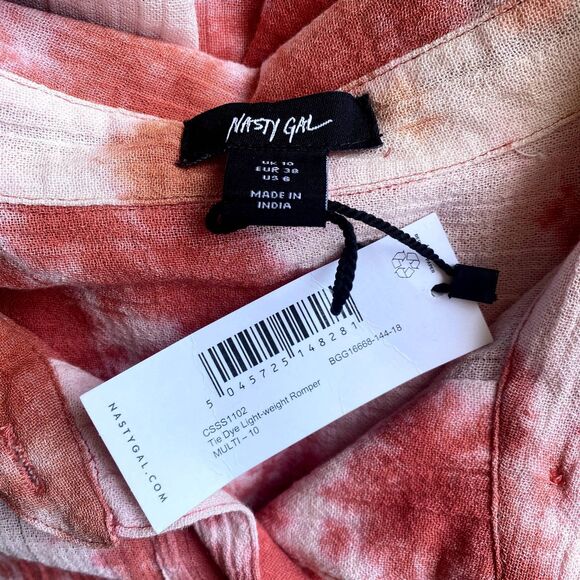 NASTY GAL
UK 10
EUR 38
US 6
MADE IN
INDIA
5 045725 148281
CSSS1102
BGG16668-144-18
Tie Dye Light-weight Romper
MULTI – 10
NASTYGAL.COM